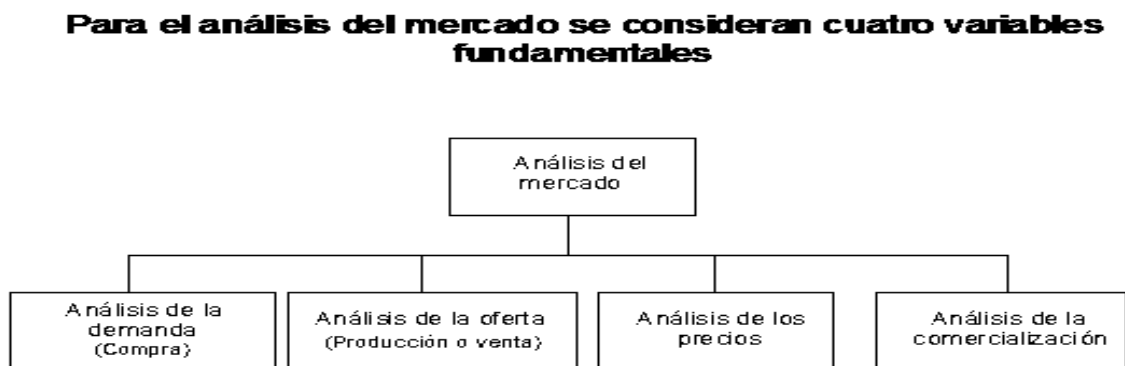 Para el análisis del mercado se consideran cuatro variables
fundamentales
Análisis del
mercado
Análisis de la
demanda
(Compra)
Análisis de la oferta
(Producción o venta)
Análisis de los
precios
Análisis de la
comercialización